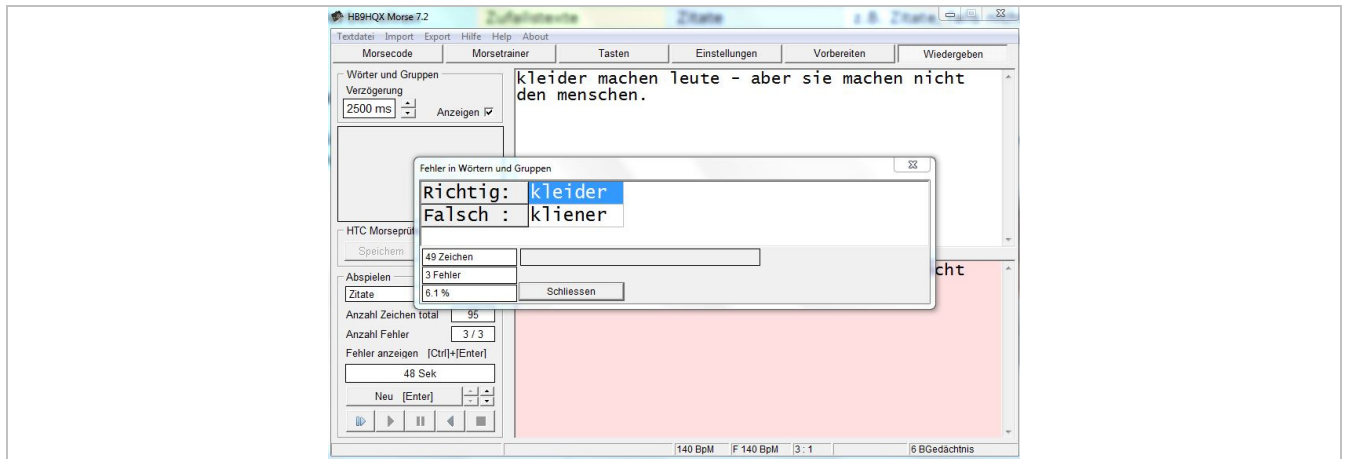 HB9HQX Morse 7.2
Zufallstexte Zitate z.B. Zitate,
Textdatei Import Export Hilfe Help About
Morsecode Morsetrainer Tasten Einstellungen Vorbereiten Wiedergeben
Wörter und Gruppen
Verzögerung
2500 ms Anzeigen
kleider machen leute - aber sie machen nicht
den menschen.
Fehler in Wörtern und Gruppen
Richtig: kleider
Falsch : kliener
HTC Morseprüf
Speichern
49 Zeichen
3 Fehler
6.1 % Schliessen
cht
Abspielen
Zitate
Anzahl Zeichen total 95
Anzahl Fehler 3 / 3
Fehler anzeigen [Ctrl]+[Enter]
48 Sek
Neu [Enter]
140 BpM F 140 BpM 3 : 1 6 BGedächtnis